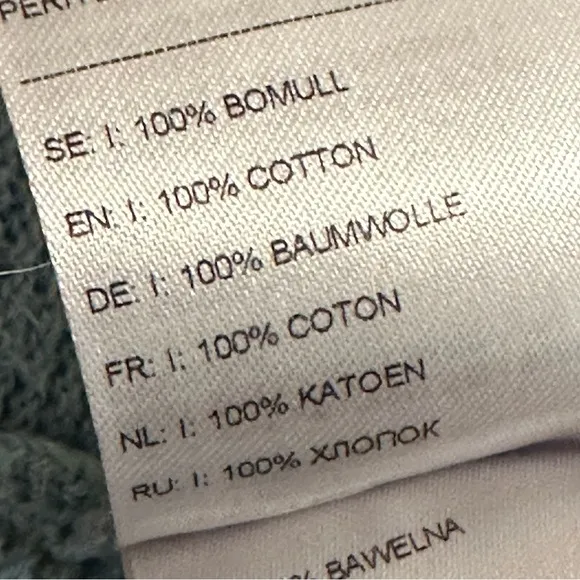 SE: I: 100% BOMULL
EN: I: 100% COTTON
DE: I: 100% BAUMWOLLE
FR: I: 100% COTON
NL: I: 100% KATOEN
RU: I: 100% ХЛОПОК
% BAWEŁNA